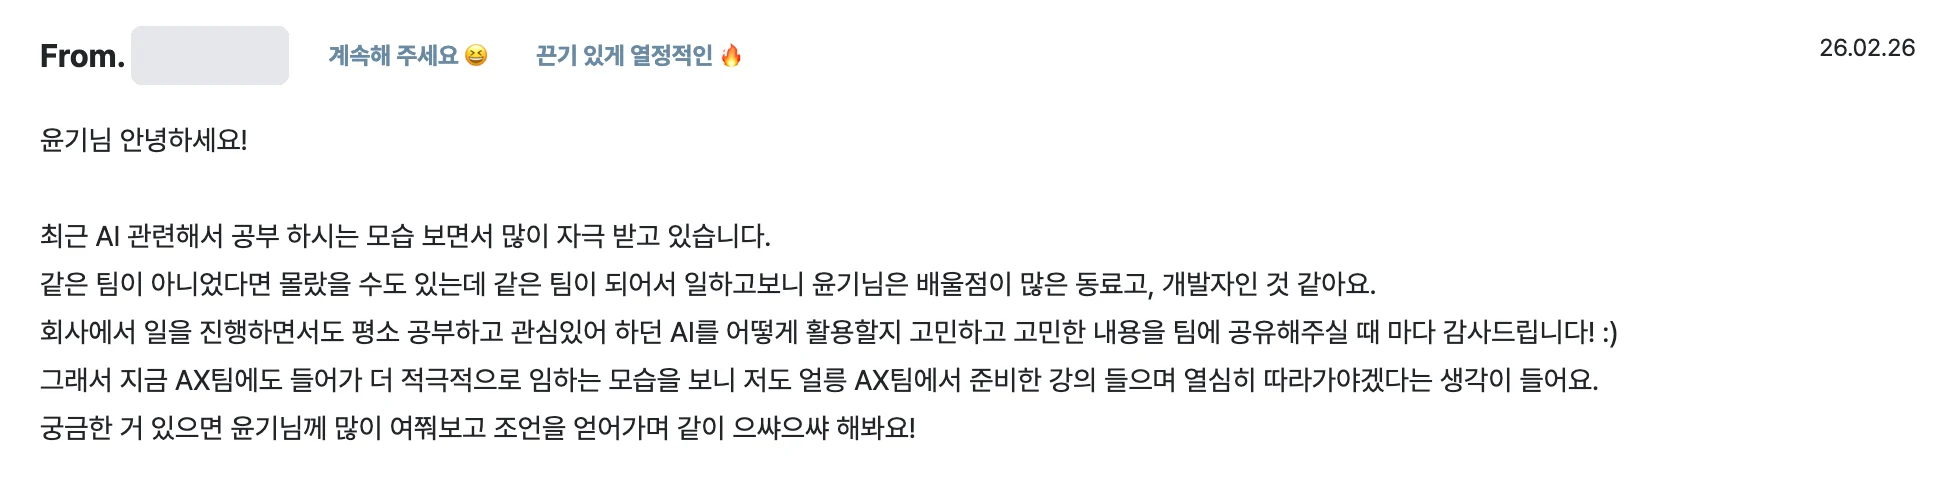 From. 계속해 주세요 😆 끈기 있게 열정적인 🔥 26.02.26
윤기님 안녕하세요!
최근 AI 관련해서 공부 하시는 모습 보면서 많이 자극 받고 있습니다.
같은 팀이 아니었다면 몰랐을 수도 있는데 같은 팀이 되어서 일하고보니 윤기님은 배울점이 많은 동료고, 개발자인 것 같아요.
회사에서 일을 진행하면서도 평소 공부하고 관심있어 하던 AI를 어떻게 활용할지 고민하고 고민한 내용을 팀에 공유해주실 때 마다 감사드립니다! :)
그래서 지금 AX팀에도 들어가 더 적극적으로 임하는 모습을 보니 저도 얼릉 AX팀에서 준비한 강의 들으며 열심히 따라가야겠다는 생각이 들어요.
궁금한 거 있으면 윤기님께 많이 여쭤보고 조언을 얻어가며 같이 으쌰으쌰 해봐요!